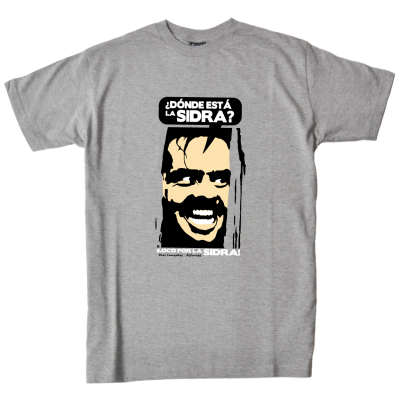 ¿DÓNDE ESTÁ
LA SIDRA?
¡LOCO POR LA SIDRA!